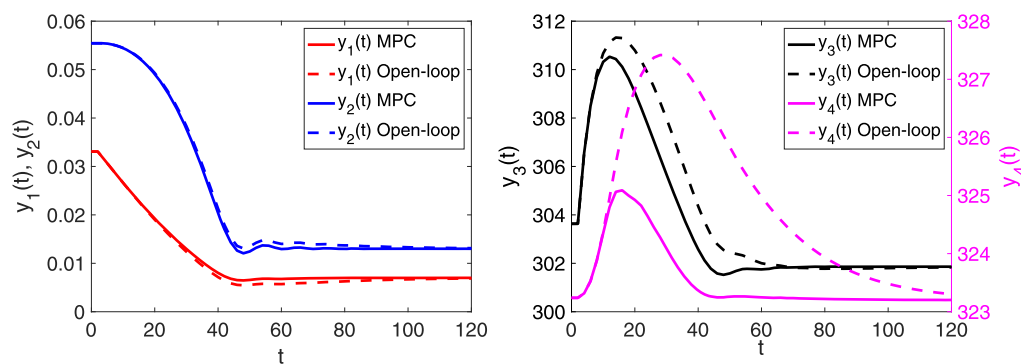 0.06
0.05
0.04
0.03
0.02
0.01
0
y1(t), y2(t)
0 20 40 60 80 100 120
t
y1(t) MPC
y1(t) Open-loop
y2(t) MPC
y2(t) Open-loop
312
310
308
306
304
302
300
y3(t)
0 20 40 60 80 100 120
t
y3(t) MPC
y3(t) Open-loop
y4(t) MPC
y4(t) Open-loop
328
327
326
325
324
323
y4(t)